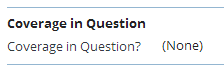 Coverage in Question
Coverage in Question? (None)